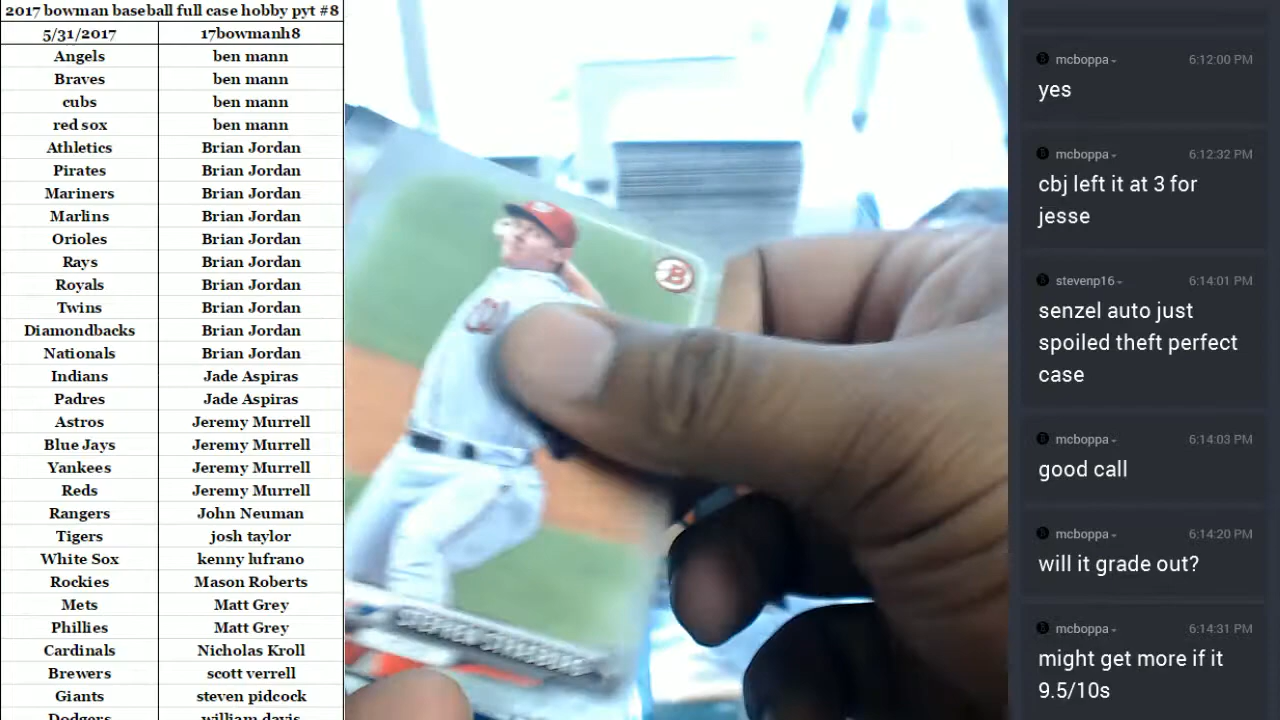 2017 bowman baseball full case hobby pyt #8
5/31/2017 17bowmanh8
Angels ben mann
Braves ben mann
cubs ben mann
red sox ben mann
Athletics Brian Jordan
Pirates Brian Jordan
Mariners Brian Jordan
Marlins Brian Jordan
Orioles Brian Jordan
Rays Brian Jordan
Royals Brian Jordan
Twins Brian Jordan
Diamondbacks Brian Jordan
Nationals Brian Jordan
Indians Jade Aspiras
Padres Jade Aspiras
Astros Jeremy Murrell
Blue Jays Jeremy Murrell
Yankees Jeremy Murrell
Reds Jeremy Murrell
Rangers John Neuman
Tigers josh taylor
White Sox kenny lufrano
Rockies Mason Roberts
Mets Matt Grey
Phillies Matt Grey
Cardinals Nicholas Kroll
Brewers scott verrell
Giants steven pidcock
Dodgers william davis
B
STEPHEN STRASBURG
mcboppa 6:12:00 PM
yes
mcboppa 6:12:32 PM
cbj left it at 3 for
jesse
stevenp16 6:14:01 PM
senzel auto just
spoiled theft perfect
case
mcboppa 6:14:03 PM
good call
mcboppa 6:14:20 PM
will it grade out?
mcboppa 6:14:31 PM
might get more if it
9.5/10s